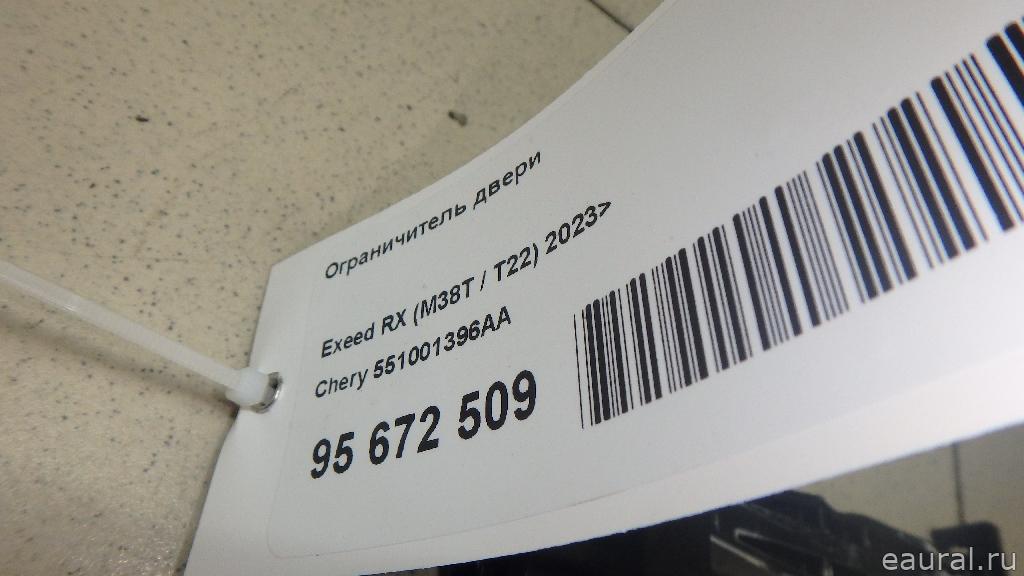 Ограничитель двери
Exeed RX (M38T / T22) 2023>
Chery 551001396AA
95 672 509
eaural.ru